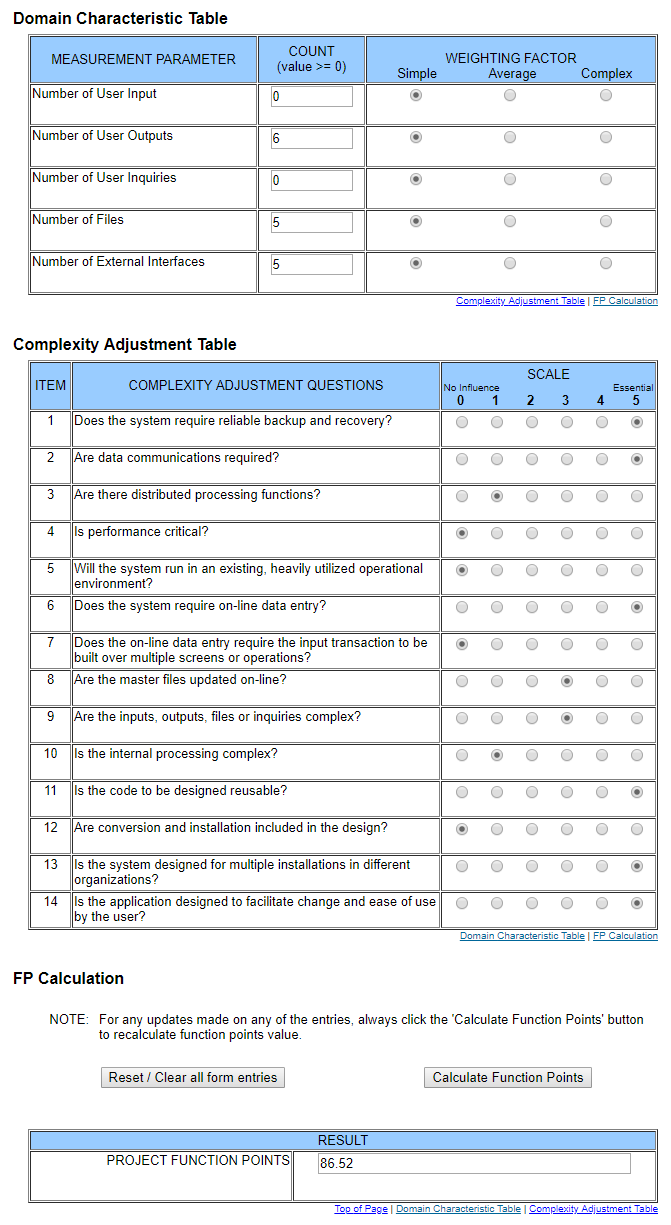 Domain Characteristic Table
MEASUREMENT PARAMETER
COUNT
(value >= 0)
WEIGHTING FACTOR
Simple Average Complex
Number of User Input 0
Number of User Outputs 6
Number of User Inquiries 0
Number of Files 5
Number of External Interfaces 5
Complexity Adjustment Table | FP Calculation
Complexity Adjustment Table
ITEM
COMPLEXITY ADJUSTMENT QUESTIONS
SCALE
No Influence Essential
0 1 2 3 4 5
1 Does the system require reliable backup and recovery?
2 Are data communications required?
3 Are there distributed processing functions?
4 Is performance critical?
5 Will the system run in an existing, heavily utilized operational
environment?
6 Does the system require on-line data entry?
7 Does the on-line data entry require the input transaction to be
built over multiple screens or operations?
8 Are the master files updated on-line?
9 Are the inputs, outputs, files or inquiries complex?
10 Is the internal processing complex?
11 Is the code to be designed reusable?
12 Are conversion and installation included in the design?
13 Is the system designed for multiple installations in different
organizations?
14 Is the application designed to facilitate change and ease of use
by the user?
Domain Characteristic Table | FP Calculation
FP Calculation
NOTE: For any updates made on any of the entries, always click the 'Calculate Function Points' button
to recalculate function points value.
Reset / Clear all form entries Calculate Function Points
RESULT
PROJECT FUNCTION POINTS 86.52
Top of Page | Domain Characteristic Table | Complexity Adjustment Table